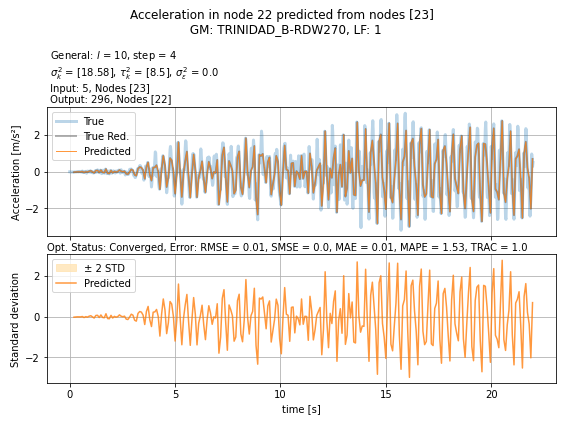 Acceleration in node 22 predicted from nodes [23]
GM: TRINIDAD_B-RDW270, LF: 1
General: l = 10, step = 4
σ²ₖ = [18.58], τ²ₖ = [8.5], σ²ε = 0.0
Input: 5, Nodes [23]
Output: 296, Nodes [22]
Acceleration [m/s²]
2
0
−2
True
True Red.
Predicted
Opt. Status: Converged, Error: RMSE = 0.01, SMSE = 0.0, MAE = 0.01, MAPE = 1.53, TRAC = 1.0
Standard deviation
2
0
−2
± 2 STD
Predicted
0 5 10 15 20
time [s]